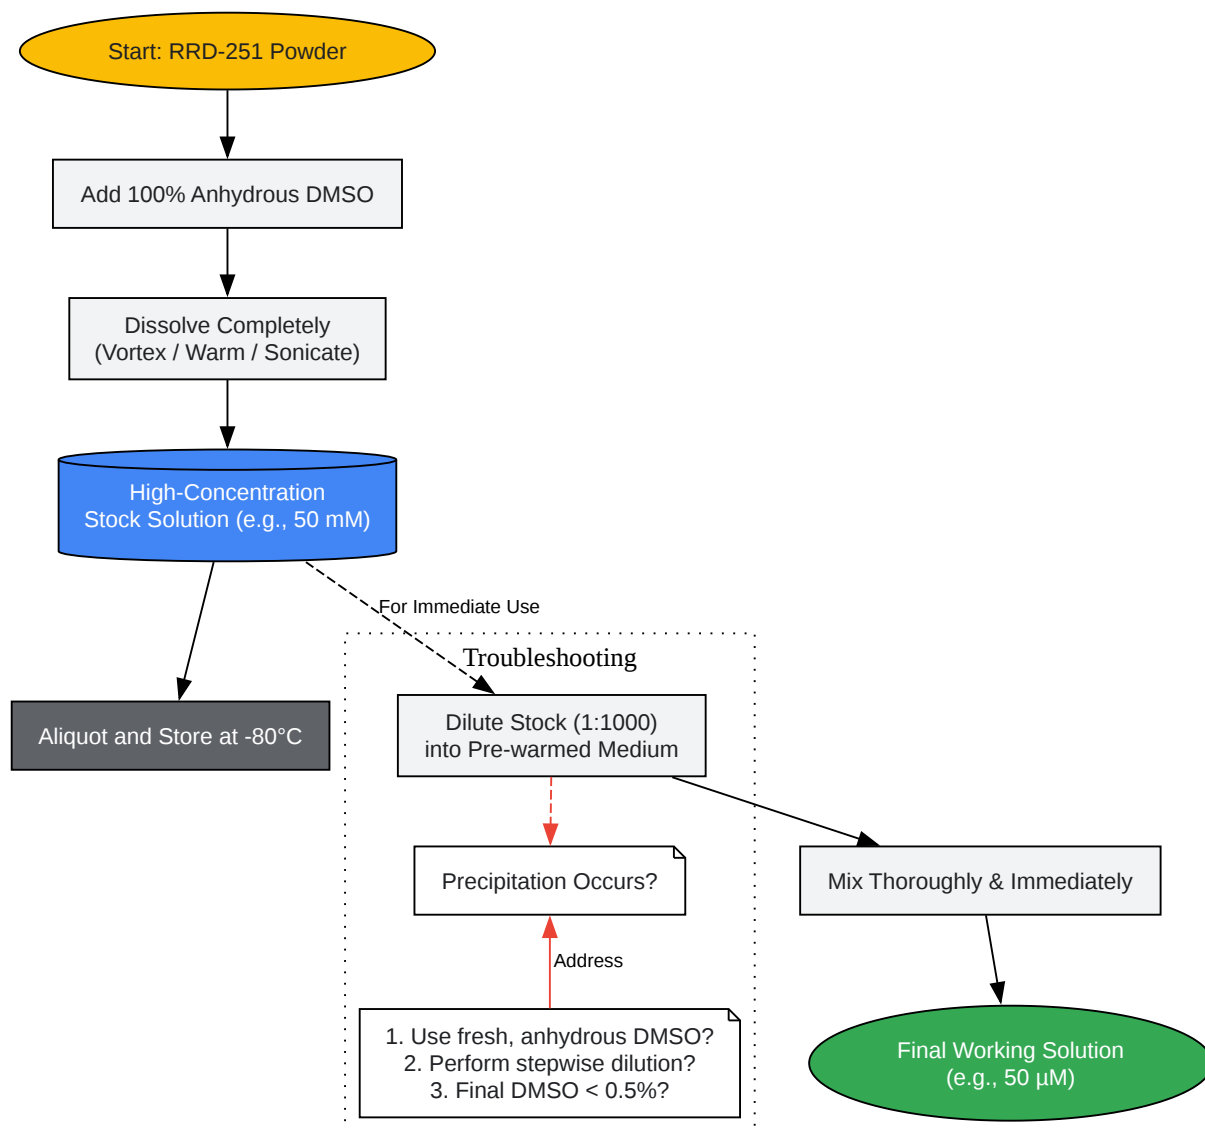 Start: RRD-251 Powder
Add 100% Anhydrous DMSO
Dissolve Completely
(Vortex / Warm / Sonicate)
High-Concentration
Stock Solution (e.g., 50 mM)
For Immediate Use
Troubleshooting
Aliquot and Store at -80°C
Dilute Stock (1:1000)
into Pre-warmed Medium
Precipitation Occurs?
Mix Thoroughly & Immediately
Address
1. Use fresh, anhydrous DMSO?
2. Perform stepwise dilution?
3. Final DMSO < 0.5%?
Final Working Solution
(e.g., 50 µM)